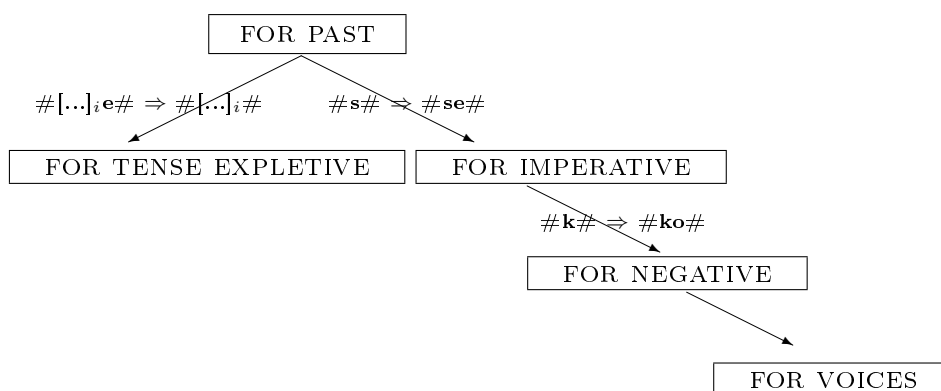 FOR PAST
#[...]ᵢe# ⇒ #[...]ᵢ#
#s# ⇒ #se#
FOR TENSE EXPLETIVE
FOR IMPERATIVE
#k# ⇒ #ko#
FOR NEGATIVE
FOR VOICES